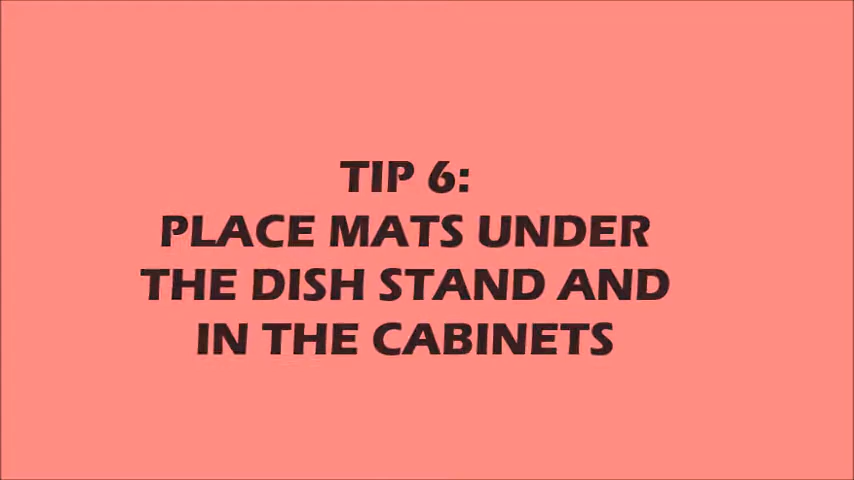 TIP 6:
PLACE MATS UNDER
THE DISH STAND AND
IN THE CABINETS